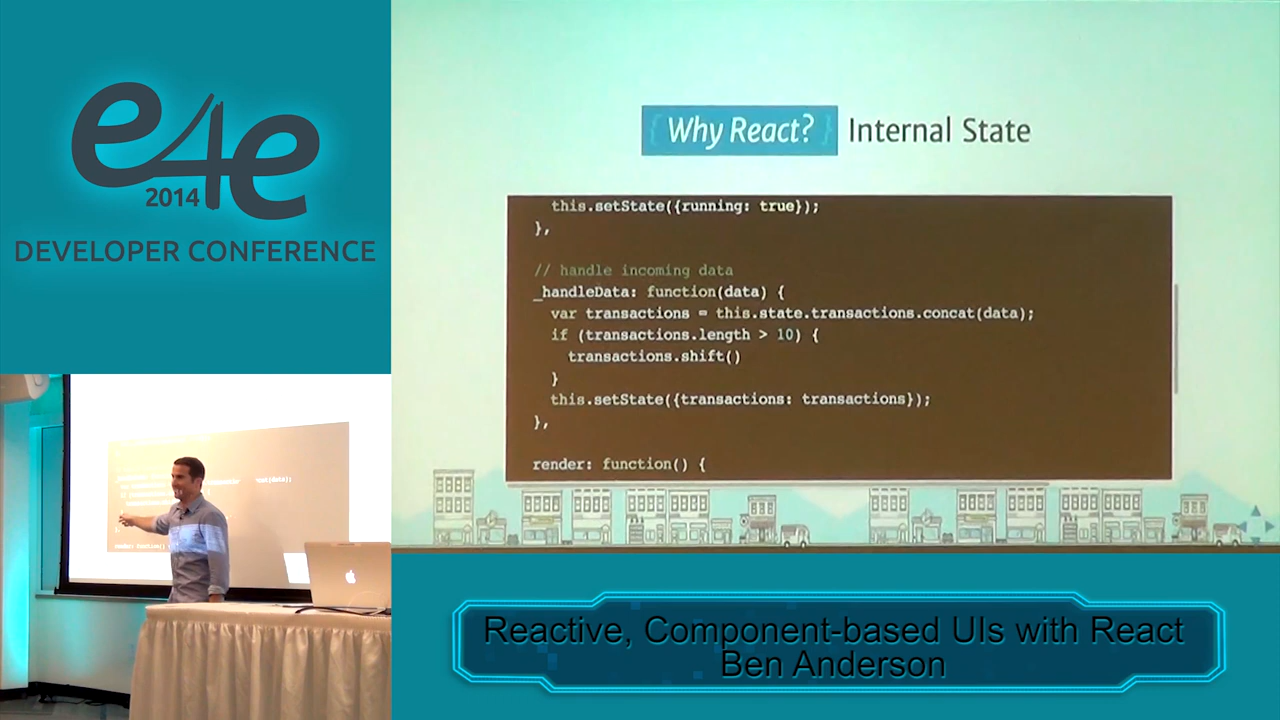 e4e
2014
DEVELOPER CONFERENCE
{ Why React? } Internal State
this.setState({running: true});
},
// handle incoming data
_handleData: function(data) {
var transactions = this.state.transactions.concat(data);
if (transactions.length > 10) {
transactions.shift()
}
this.setState({transactions: transactions});
},
render: function() {
render: function()
Reactive, Component-based UIs with React
Ben Anderson